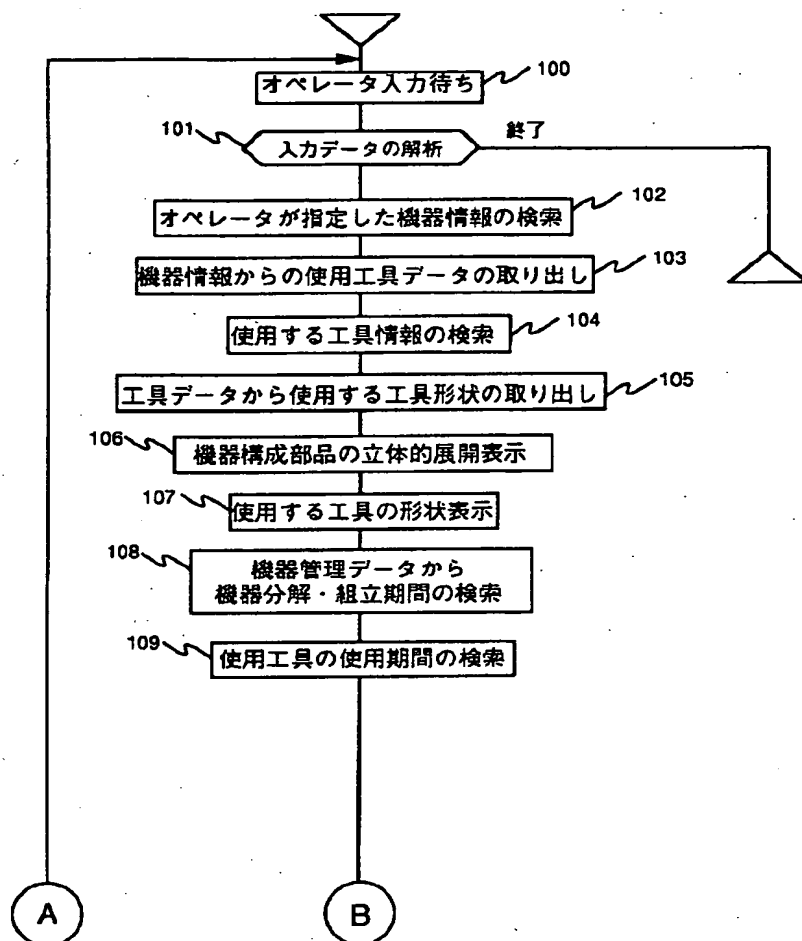 オペレータ入力待ち
100
101
入力データの解析
終了
オペレータが指定した機器情報の検索
102
機器情報からの使用工具データの取り出し
103
使用する工具情報の検索
104
工具データから使用する工具形状の取り出し
105
106
機器構成部品の立体的展開表示
107
使用する工具の形状表示
108
機器管理データから
機器分解・組立期間の検索
109
使用工具の使用期間の検索
A
B